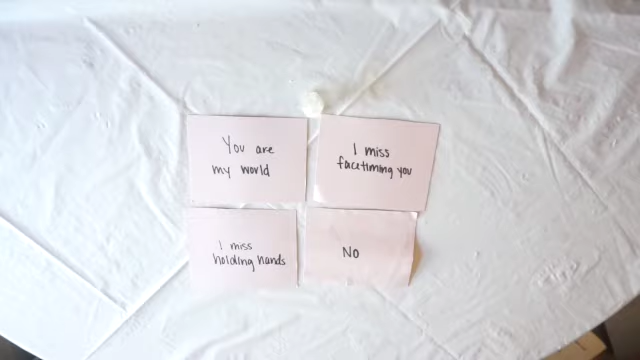 You are
my world
I miss
facetiming you
I miss
holding hands
NO